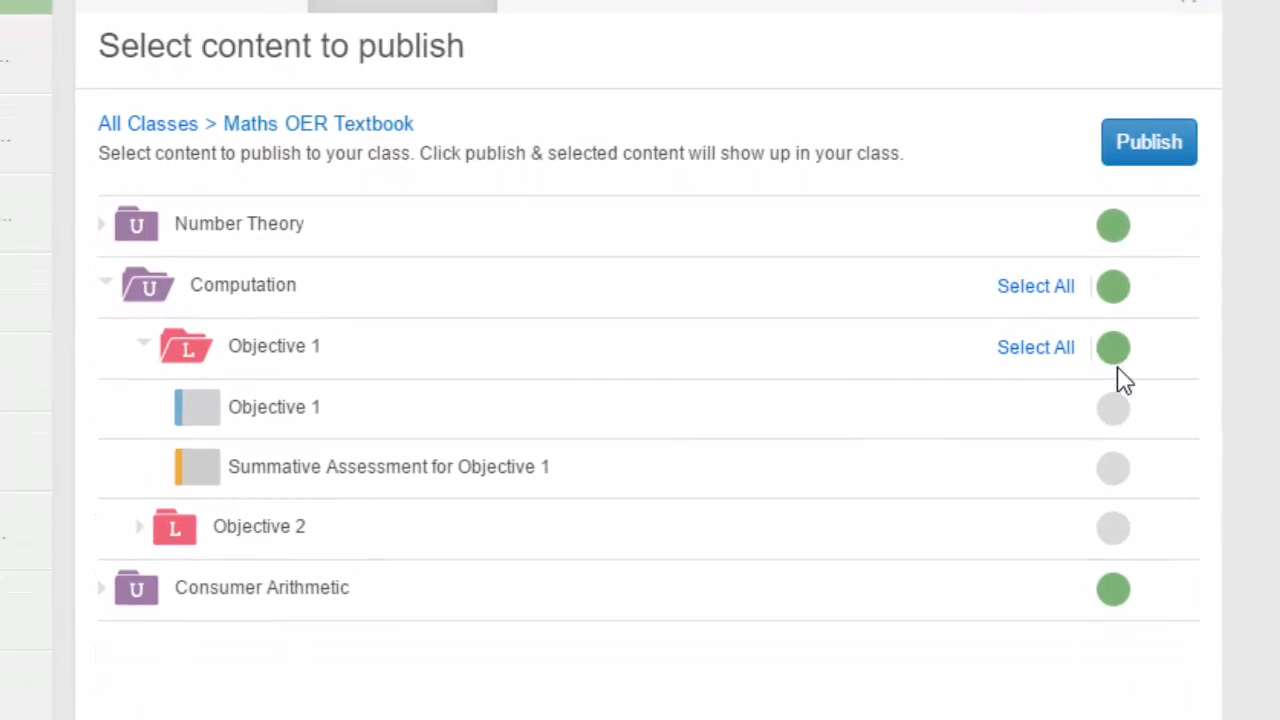 Select content to publish
All Classes > Maths OER Textbook
Select content to publish to your class. Click publish & selected content will show up in your class.
Publish
U Number Theory
U Computation Select All
L Objective 1 Select All
Objective 1
Summative Assessment for Objective 1
L Objective 2
U Consumer Arithmetic